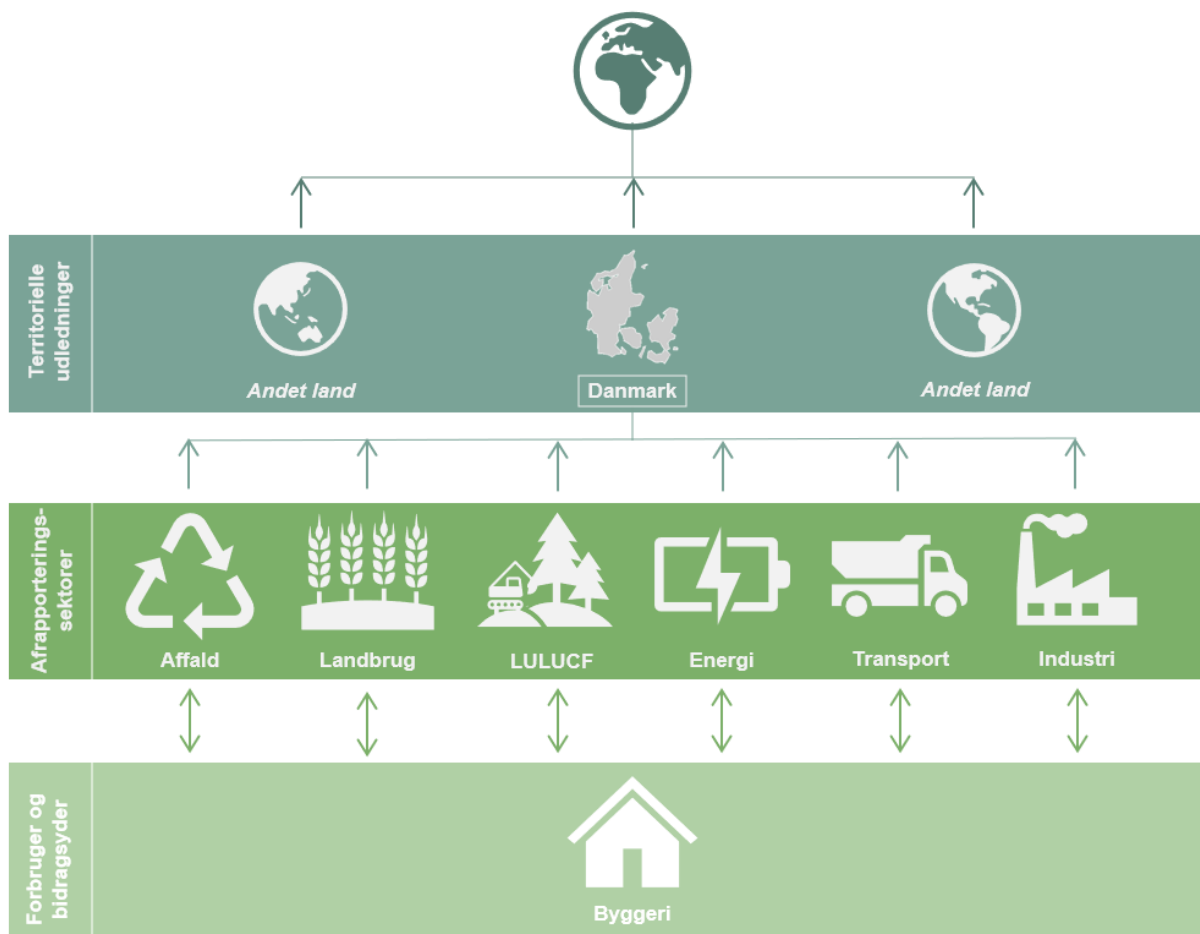 Territorielle
udledninger
Andet land
Danmark
Andet land
Afrapporterings-
sektorer
Affald
Landbrug
LULUCF
Energi
Transport
Industri
Forbruger og
bidragsyder
Byggeri